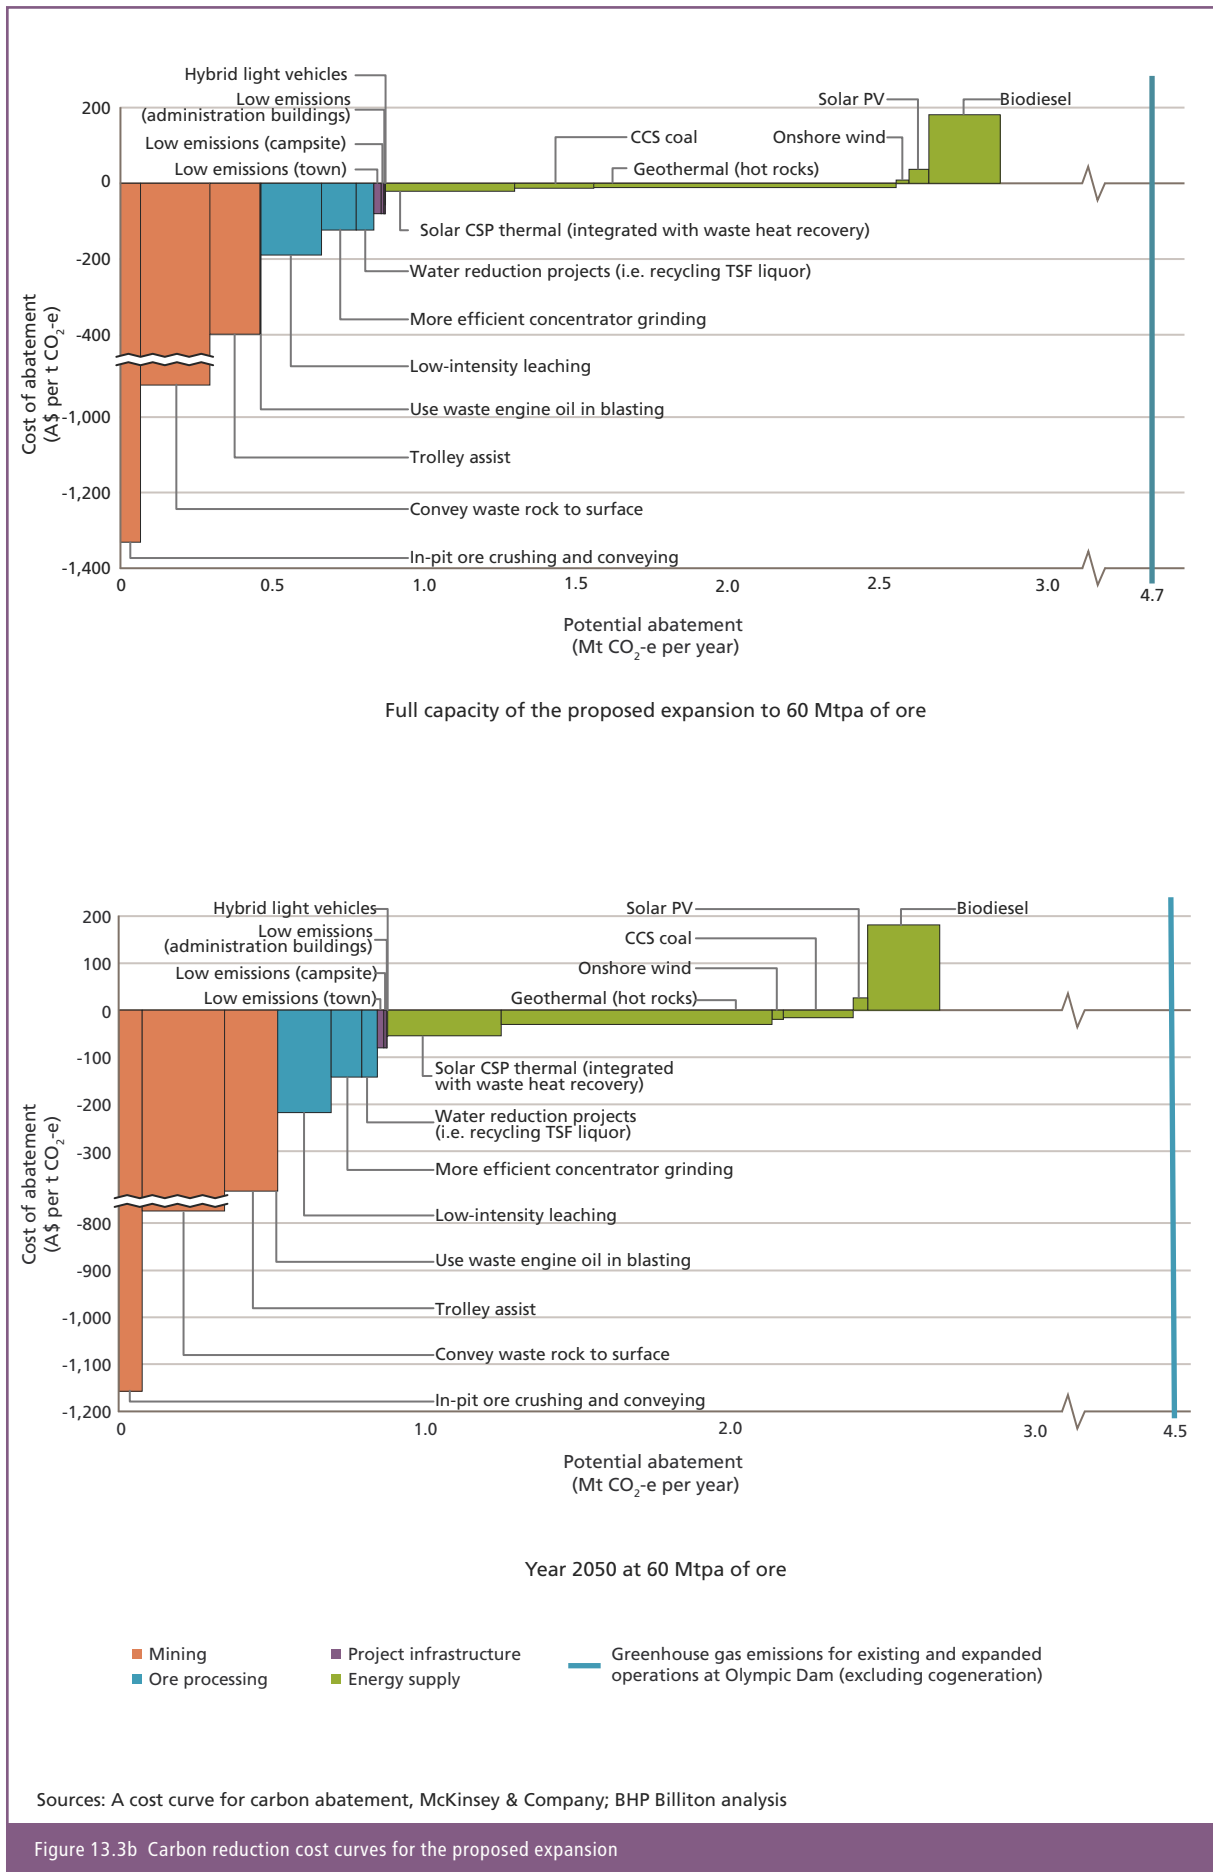 Hybrid light vehicles
Low emissions
(administration buildings)
Low emissions (campsite)
Low emissions (town)
CCS coal
Geothermal (hot rocks)
Solar PV
Onshore wind
Biodiesel
Solar CSP thermal (integrated with waste heat recovery)
Water reduction projects (i.e. recycling TSF liquor)
More efficient concentrator grinding
Low-intensity leaching
Use waste engine oil in blasting
Trolley assist
Convey waste rock to surface
In-pit ore crushing and conveying
Cost of abatement
(A$ per t CO2-e)
200
0
-200
-400
-1,000
-1,200
-1,400
0
0.5
1.0
1.5
2.0
2.5
3.0
4.7
Potential abatement
(Mt CO2-e per year)
Full capacity of the proposed expansion to 60 Mtpa of ore
Hybrid light vehicles
Low emissions
(administration buildings)
Low emissions (campsite)
Low emissions (town)
Solar PV
CCS coal
Onshore wind
Geothermal (hot rocks)
Biodiesel
Solar CSP thermal (integrated
with waste heat recovery)
Water reduction projects
(i.e. recycling TSF liquor)
More efficient concentrator grinding
Low-intensity leaching
Use waste engine oil in blasting
Trolley assist
Convey waste rock to surface
In-pit ore crushing and conveying
Cost of abatement
(A$ per t CO2-e)
200
100
0
-100
-200
-300
-800
-900
-1,000
-1,100
-1,200
0
1.0
2.0
3.0
4.5
Potential abatement
(Mt CO2-e per year)
Year 2050 at 60 Mtpa of ore
Mining
Ore processing
Project infrastructure
Energy supply
Greenhouse gas emissions for existing and expanded
operations at Olympic Dam (excluding cogeneration)
Sources: A cost curve for carbon abatement, McKinsey & Company; BHP Billiton analysis
Figure 13.3b Carbon reduction cost curves for the proposed expansion